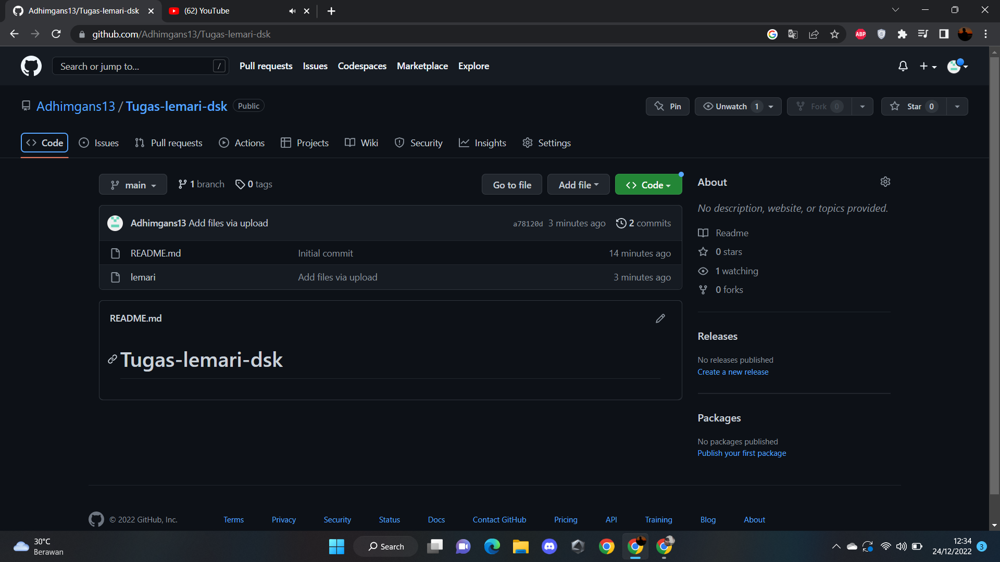 Adhimgans13/Tugas-lemari-dsk
(62) YouTube
github.com/Adhimgans13/Tugas-lemari-dsk
ABP
Search or jump to...
/
Pull requests
Issues
Codespaces
Marketplace
Explore
Adhimgans13 / Tugas-lemari-dsk
Public
Pin
Unwatch 1
Fork 0
Star 0
Code
Issues
Pull requests
Actions
Projects
Wiki
Security
Insights
Settings
main
1 branch
0 tags
Go to file
Add file
Code
Adhimgans13 Add files via upload
a78120d 3 minutes ago
2 commits
README.md
Initial commit
14 minutes ago
lemari
Add files via upload
3 minutes ago
README.md
Tugas-lemari-dsk
About
No description, website, or topics provided.
Readme
0 stars
1 watching
0 forks
Releases
No releases published
Create a new release
Packages
No packages published
Publish your first package
© 2022 GitHub, Inc.
Terms
Privacy
Security
Status
Docs
Contact GitHub
Pricing
API
Training
Blog
About
30°C
Berawan
Search
12:34
24/12/2022
3